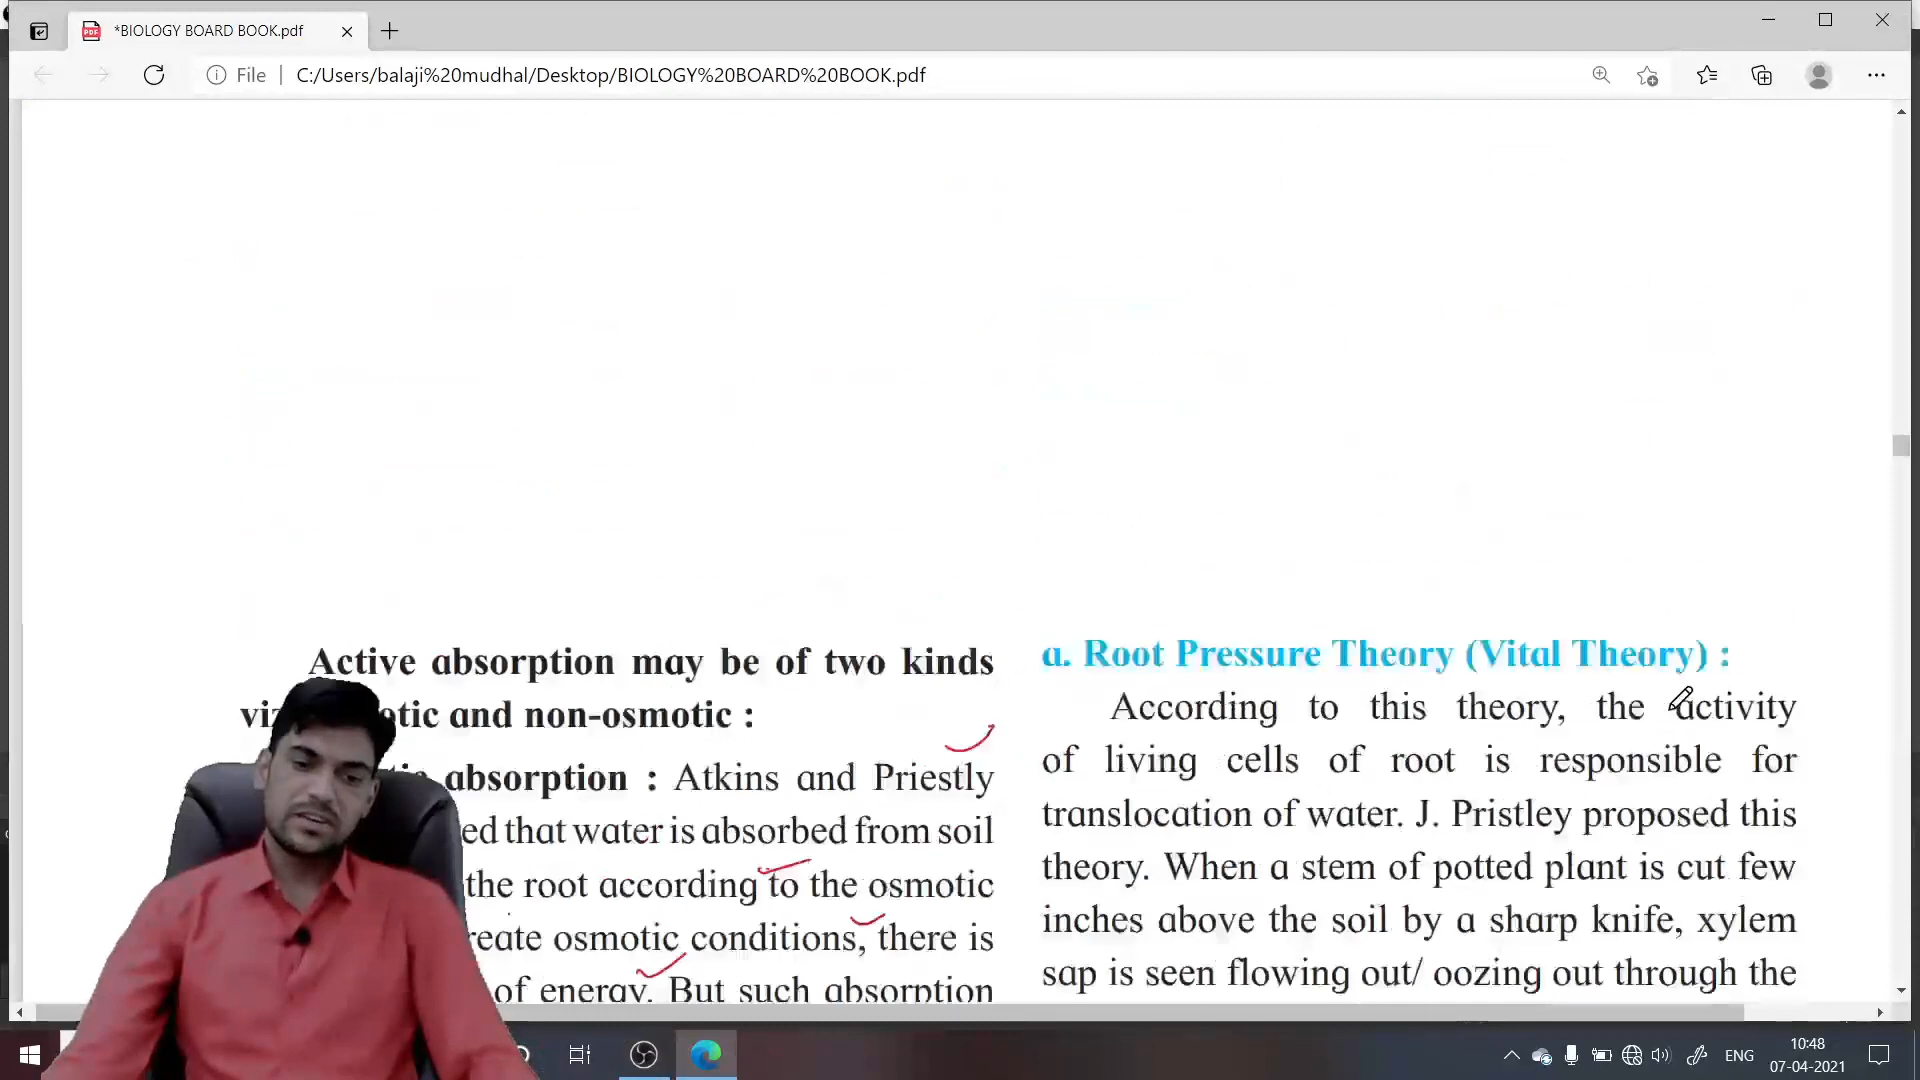 *BIOLOGY BOARD BOOK.pdf
File
C:/Users/balaji%20mudhal/Desktop/BIOLOGY%20BOARD%20BOOK.pdf
Active absorption may be of two kinds
and non-osmotic :
absorption : Atkins and Priestly
that water is absorbed from soil
the root according to the osmotic
osmotic conditions, there is
of energy. But such absorption
a. Root Pressure Theory (Vital Theory) :
According to this theory, the activity
of living cells of root is responsible for
translocation of water. J. Pristley proposed this
theory. When a stem of potted plant is cut few
inches above the soil by a sharp knife, xylem
sap is seen flowing out/ oozing out through the
ENG
10:48
07-04-2021